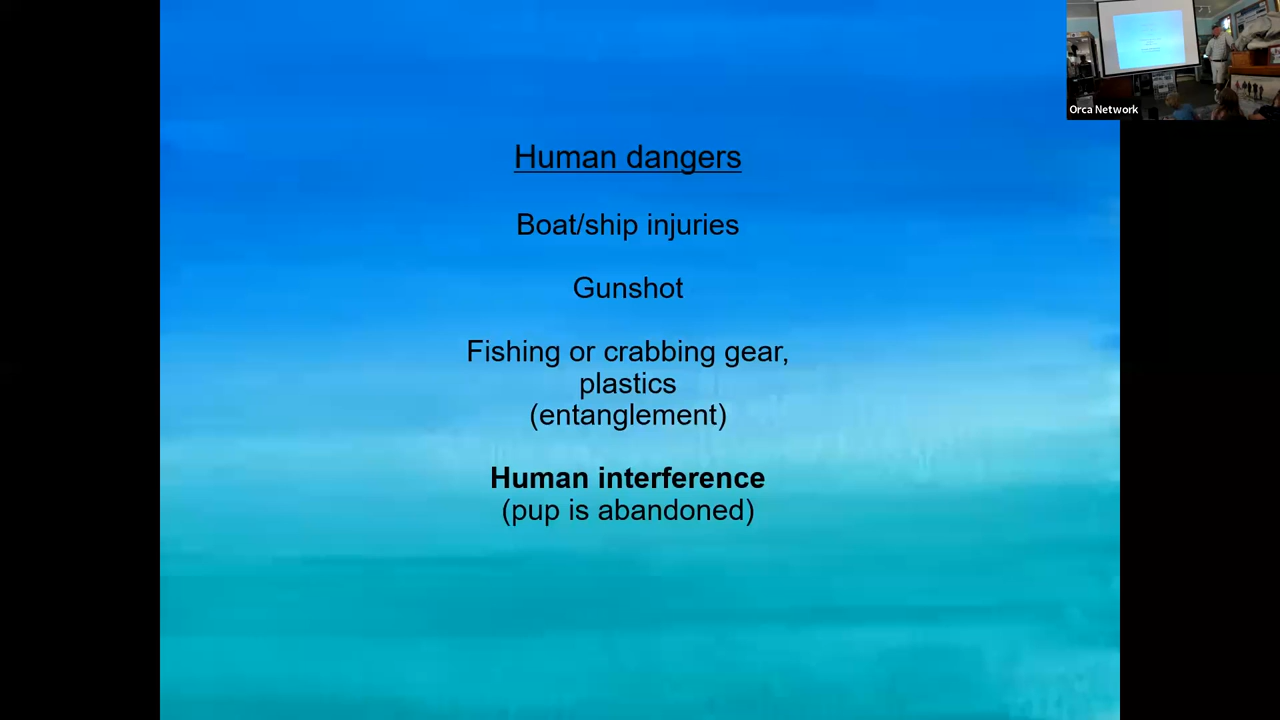 Human dangers
Boat/ship injuries
Gunshot
Fishing or crabbing gear,
plastics
(entanglement)
Human interference
(pup is abandoned)
Orca Network